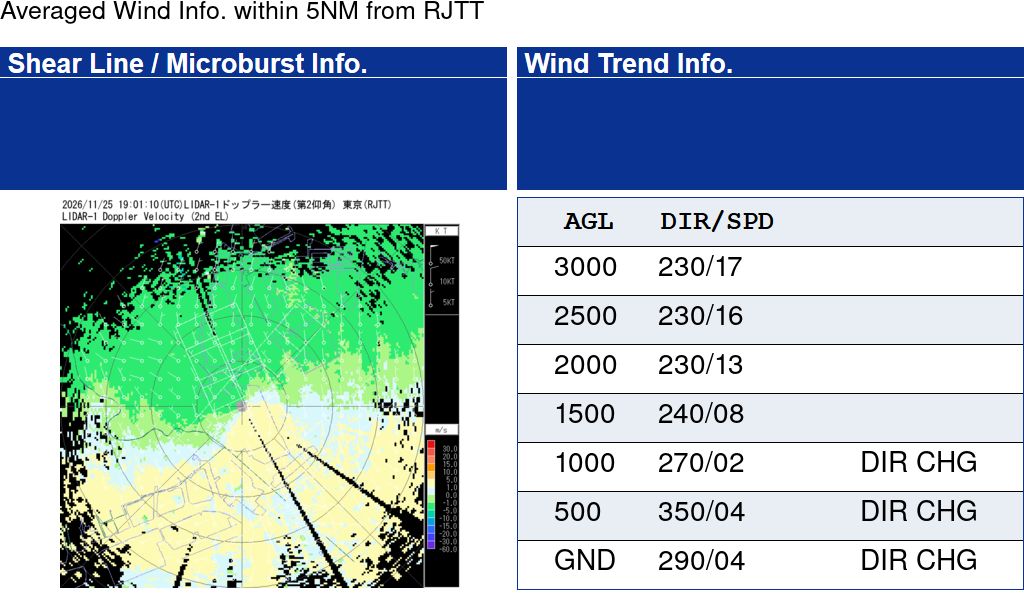 Averaged Wind Info. within 5NM from RJTT
Shear Line / Microburst Info.
Wind Trend Info.
2026/11/25 19:01:10(UTC)LIDAR-1ドップラー速度(第2仰角) 東京(RJTT)
LIDAR-1 Doppler Velocity (2nd EL)
KT
50KT
10KT
5KT
m/s
30.0
20.0
15.0
10.0
5.0
1.0
0.0
-1.0
-5.0
-10.0
-15.0
-20.0
-30.0
-60.0
AGL DIR/SPD
3000 230/17
2500 230/16
2000 230/13
1500 240/08
1000 270/02 DIR CHG
500 350/04 DIR CHG
GND 290/04 DIR CHG